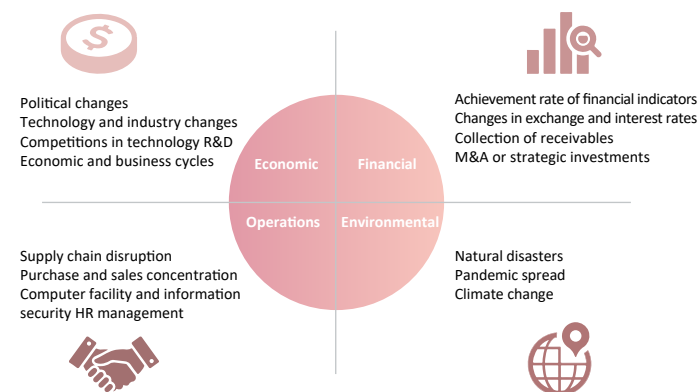 Political changes
Technology and industry changes
Competitions in technology R&D
Economic and business cycles
Achievement rate of financial indicators
Changes in exchange and interest rates
Collection of receivables
M&A or strategic investments
Economic
Financial
Operations
Environmental
Supply chain disruption
Purchase and sales concentration
Computer facility and information
security HR management
Natural disasters
Pandemic spread
Climate change